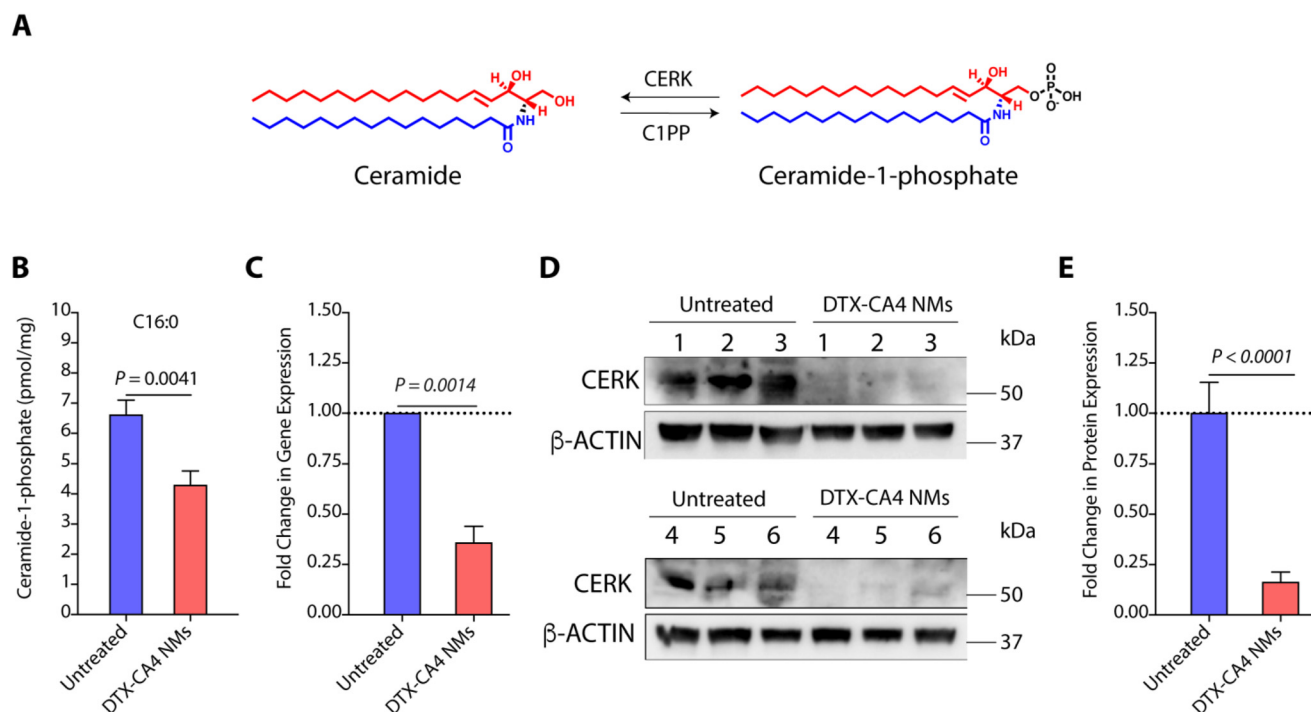 A
H OH
OH
H
NH
O
Ceramide
CERK
C1PP
H OH
O P OH
O
O-
H
NH
O
Ceramide-1-phosphate
B
Ceramide-1-phosphate (pmol/mg)
10
9
8
7
6
5
4
3
2
1
0
C16:0
P = 0.0041
Untreated
DTX-CA4 NMs
C
Fold Change in Gene Expression
1.50
1.25
1.00
0.75
0.50
0.25
0.00
P = 0.0014
Untreated
DTX-CA4 NMs
D
Untreated DTX-CA4 NMs
1 2 3 1 2 3 kDa
CERK 50
β-ACTIN 37
Untreated DTX-CA4 NMs
4 5 6 4 5 6 kDa
CERK 50
β-ACTIN 37
E
Fold Change in Protein Expression
1.50
1.25
1.00
0.75
0.50
0.25
0.00
P < 0.0001
Untreated
DTX-CA4 NMs